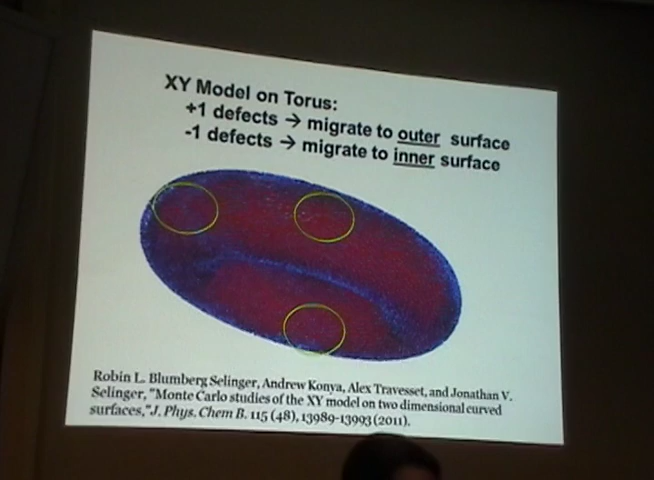 XY Model on Torus:
+1 defects → migrate to outer surface
-1 defects → migrate to inner surface
Robin L. Blumberg Selinger, Andrew Konya, Alex Travesset, and Jonathan V.
Selinger, "Monte Carlo studies of the XY model on two dimensional curved
surfaces,"J. Phys. Chem B. 115 (48), 13989-13993 (2011).